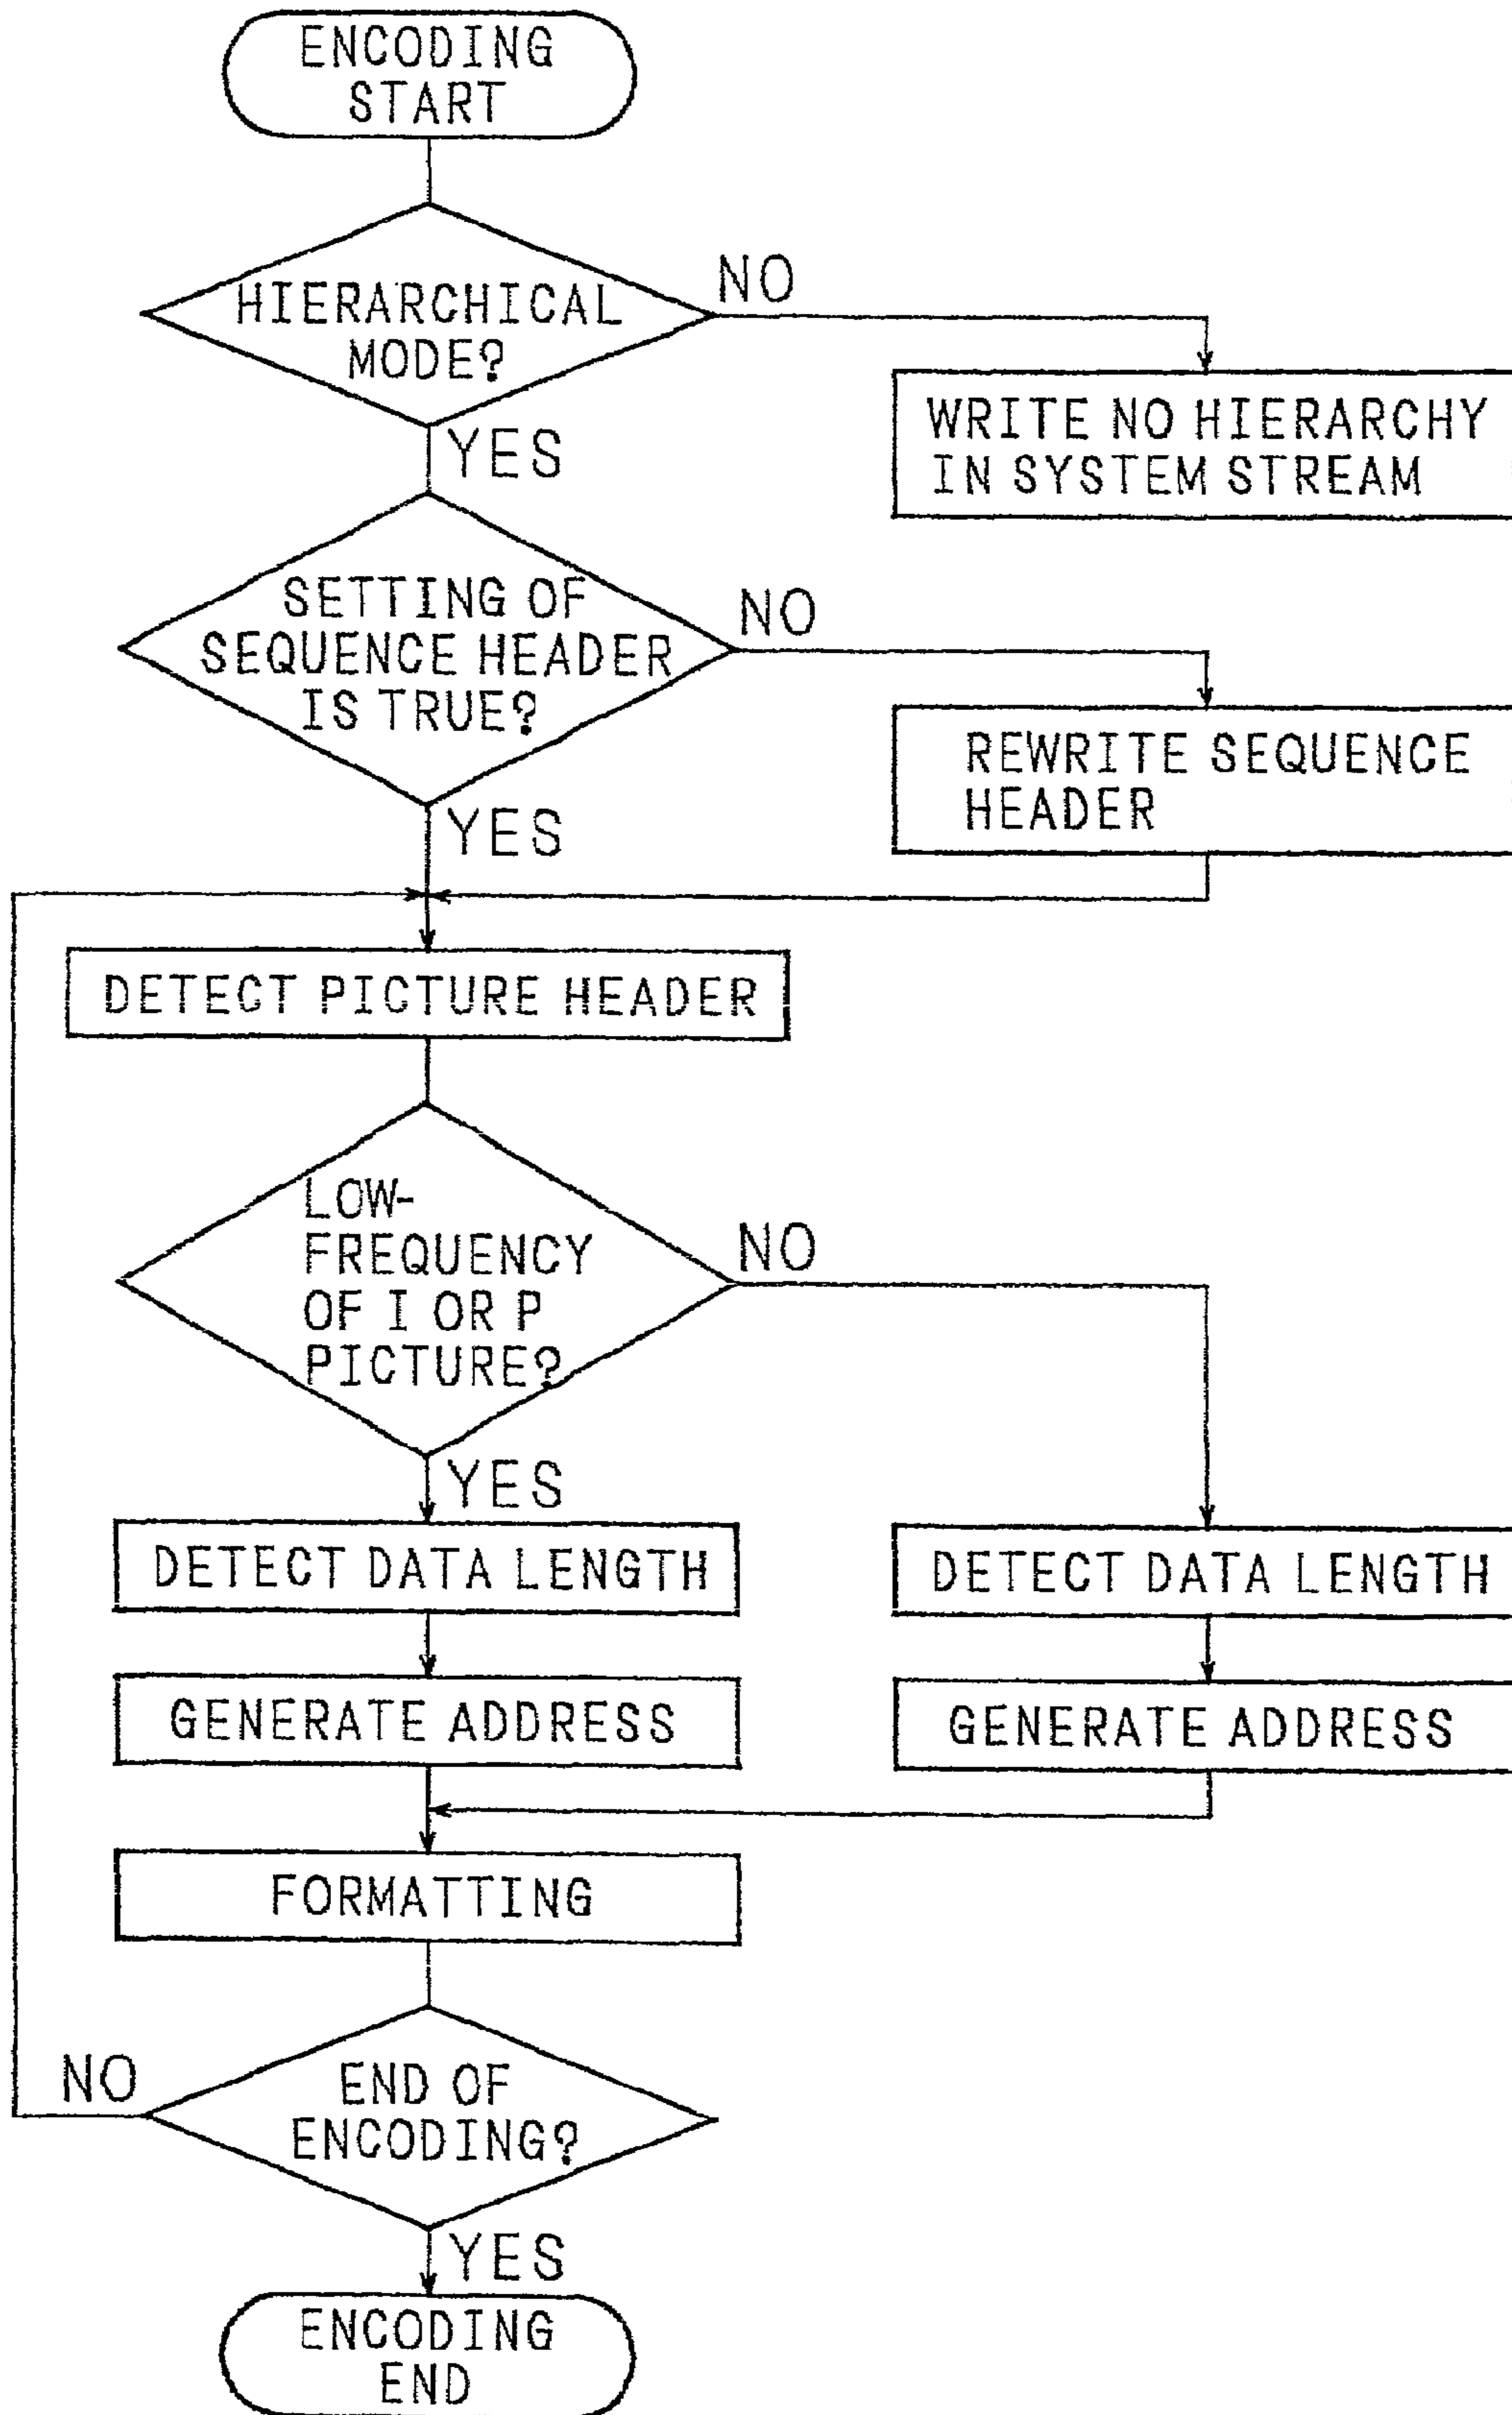 ENCODING
START
HIERARCHICAL
MODE?
NO
WRITE NO HIERARCHY
IN SYSTEM STREAM
YES
SETTING OF
SEQUENCE HEADER
IS TRUE?
NO
REWRITE SEQUENCE
HEADER
YES
DETECT PICTURE HEADER
LOW-
FREQUENCY
OF I OR P
PICTURE?
NO
YES
DETECT DATA LENGTH
DETECT DATA LENGTH
GENERATE ADDRESS
GENERATE ADDRESS
FORMATTING
END OF
ENCODING?
NO
YES
ENCODING
END